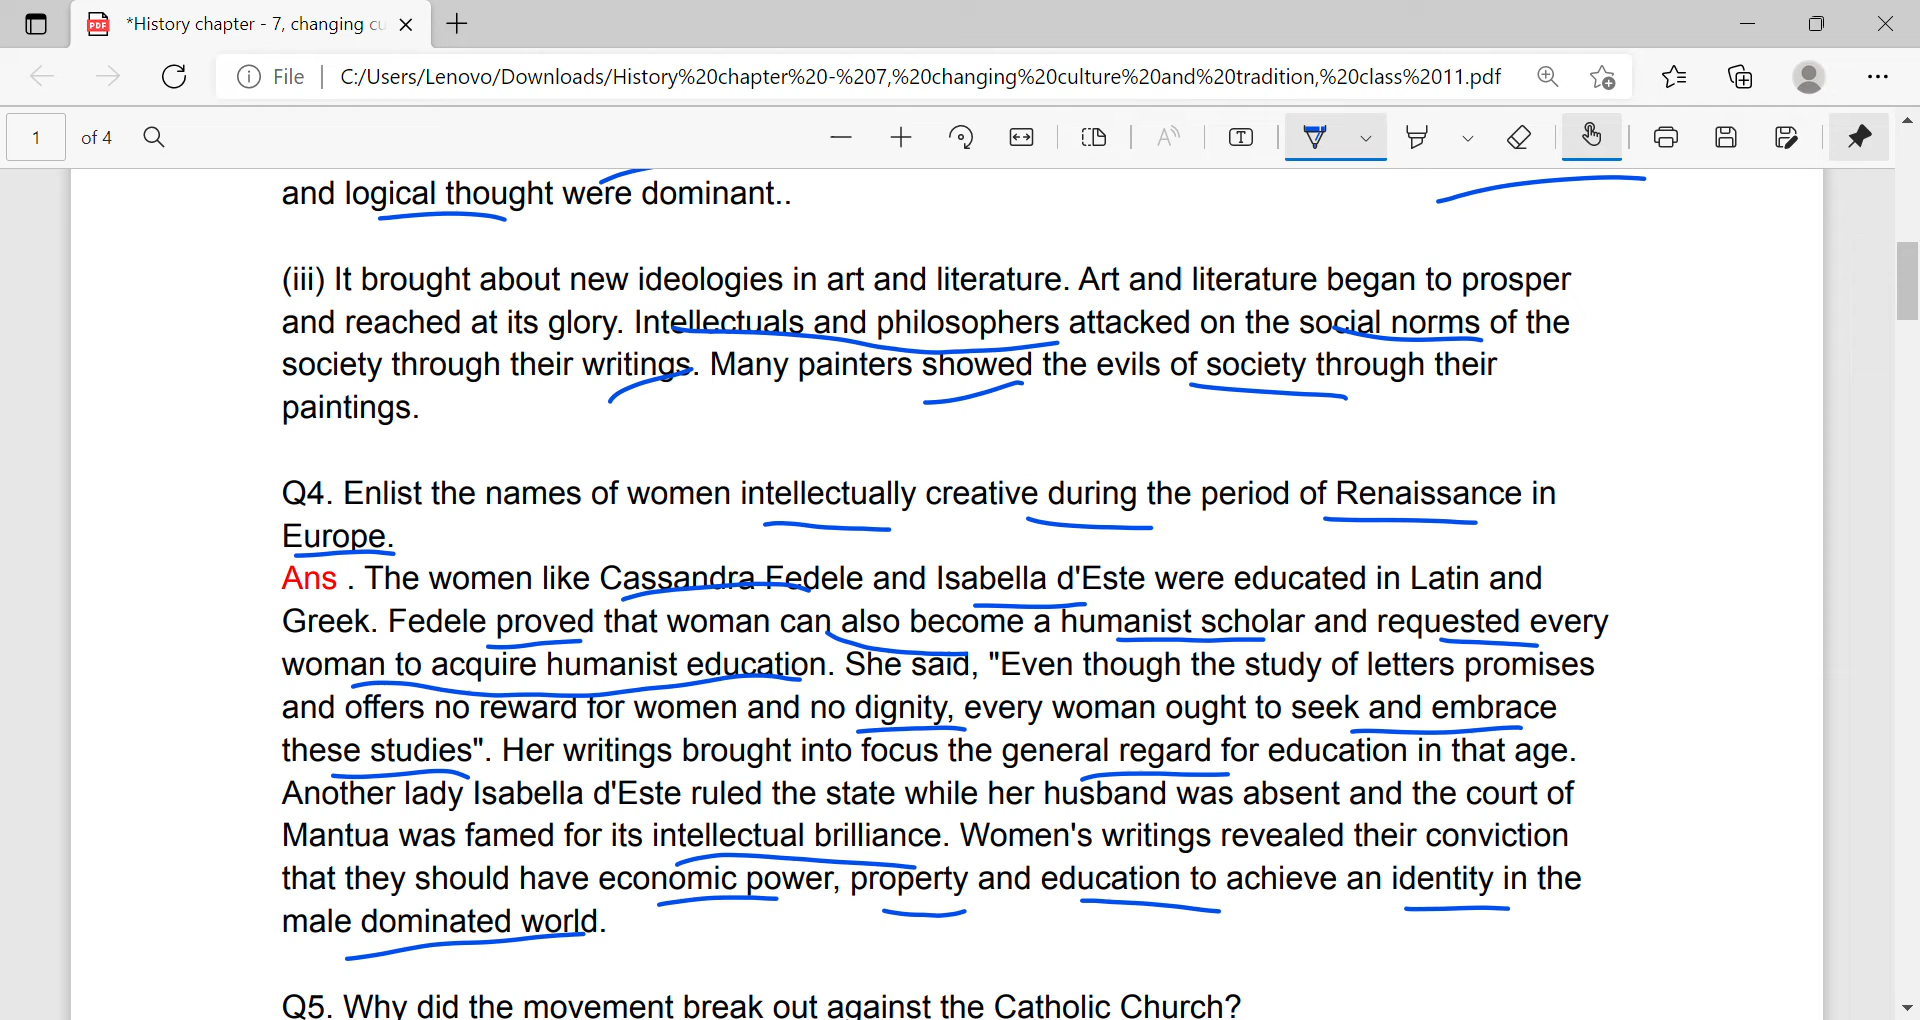 *History chapter - 7, changing cu
File
C:/Users/Lenovo/Downloads/History%20chapter%20-%207,%20changing%20culture%20and%20tradition,%20class%2011.pdf
1 of 4
and logical thought were dominant..
(iii) It brought about new ideologies in art and literature. Art and literature began to prosper
and reached at its glory. Intellectuals and philosophers attacked on the social norms of the
society through their writings. Many painters showed the evils of society through their
paintings.
Q4. Enlist the names of women intellectually creative during the period of Renaissance in
Europe.
Ans . The women like Cassandra Fedele and Isabella d'Este were educated in Latin and
Greek. Fedele proved that woman can also become a humanist scholar and requested every
woman to acquire humanist education. She said, "Even though the study of letters promises
and offers no reward for women and no dignity, every woman ought to seek and embrace
these studies". Her writings brought into focus the general regard for education in that age.
Another lady Isabella d'Este ruled the state while her husband was absent and the court of
Mantua was famed for its intellectual brilliance. Women's writings revealed their conviction
that they should have economic power, property and education to achieve an identity in the
male dominated world.
Q5. Why did the movement break out against the Catholic Church?